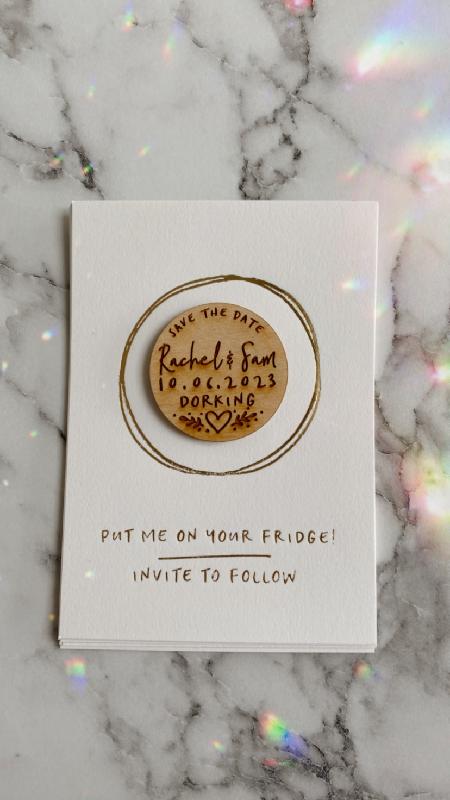 SAVE THE DATE
Rachel & Sam
10.06.2023
DORKING
PUT ME ON YOUR FRIDGE!
INVITE TO FOLLOW